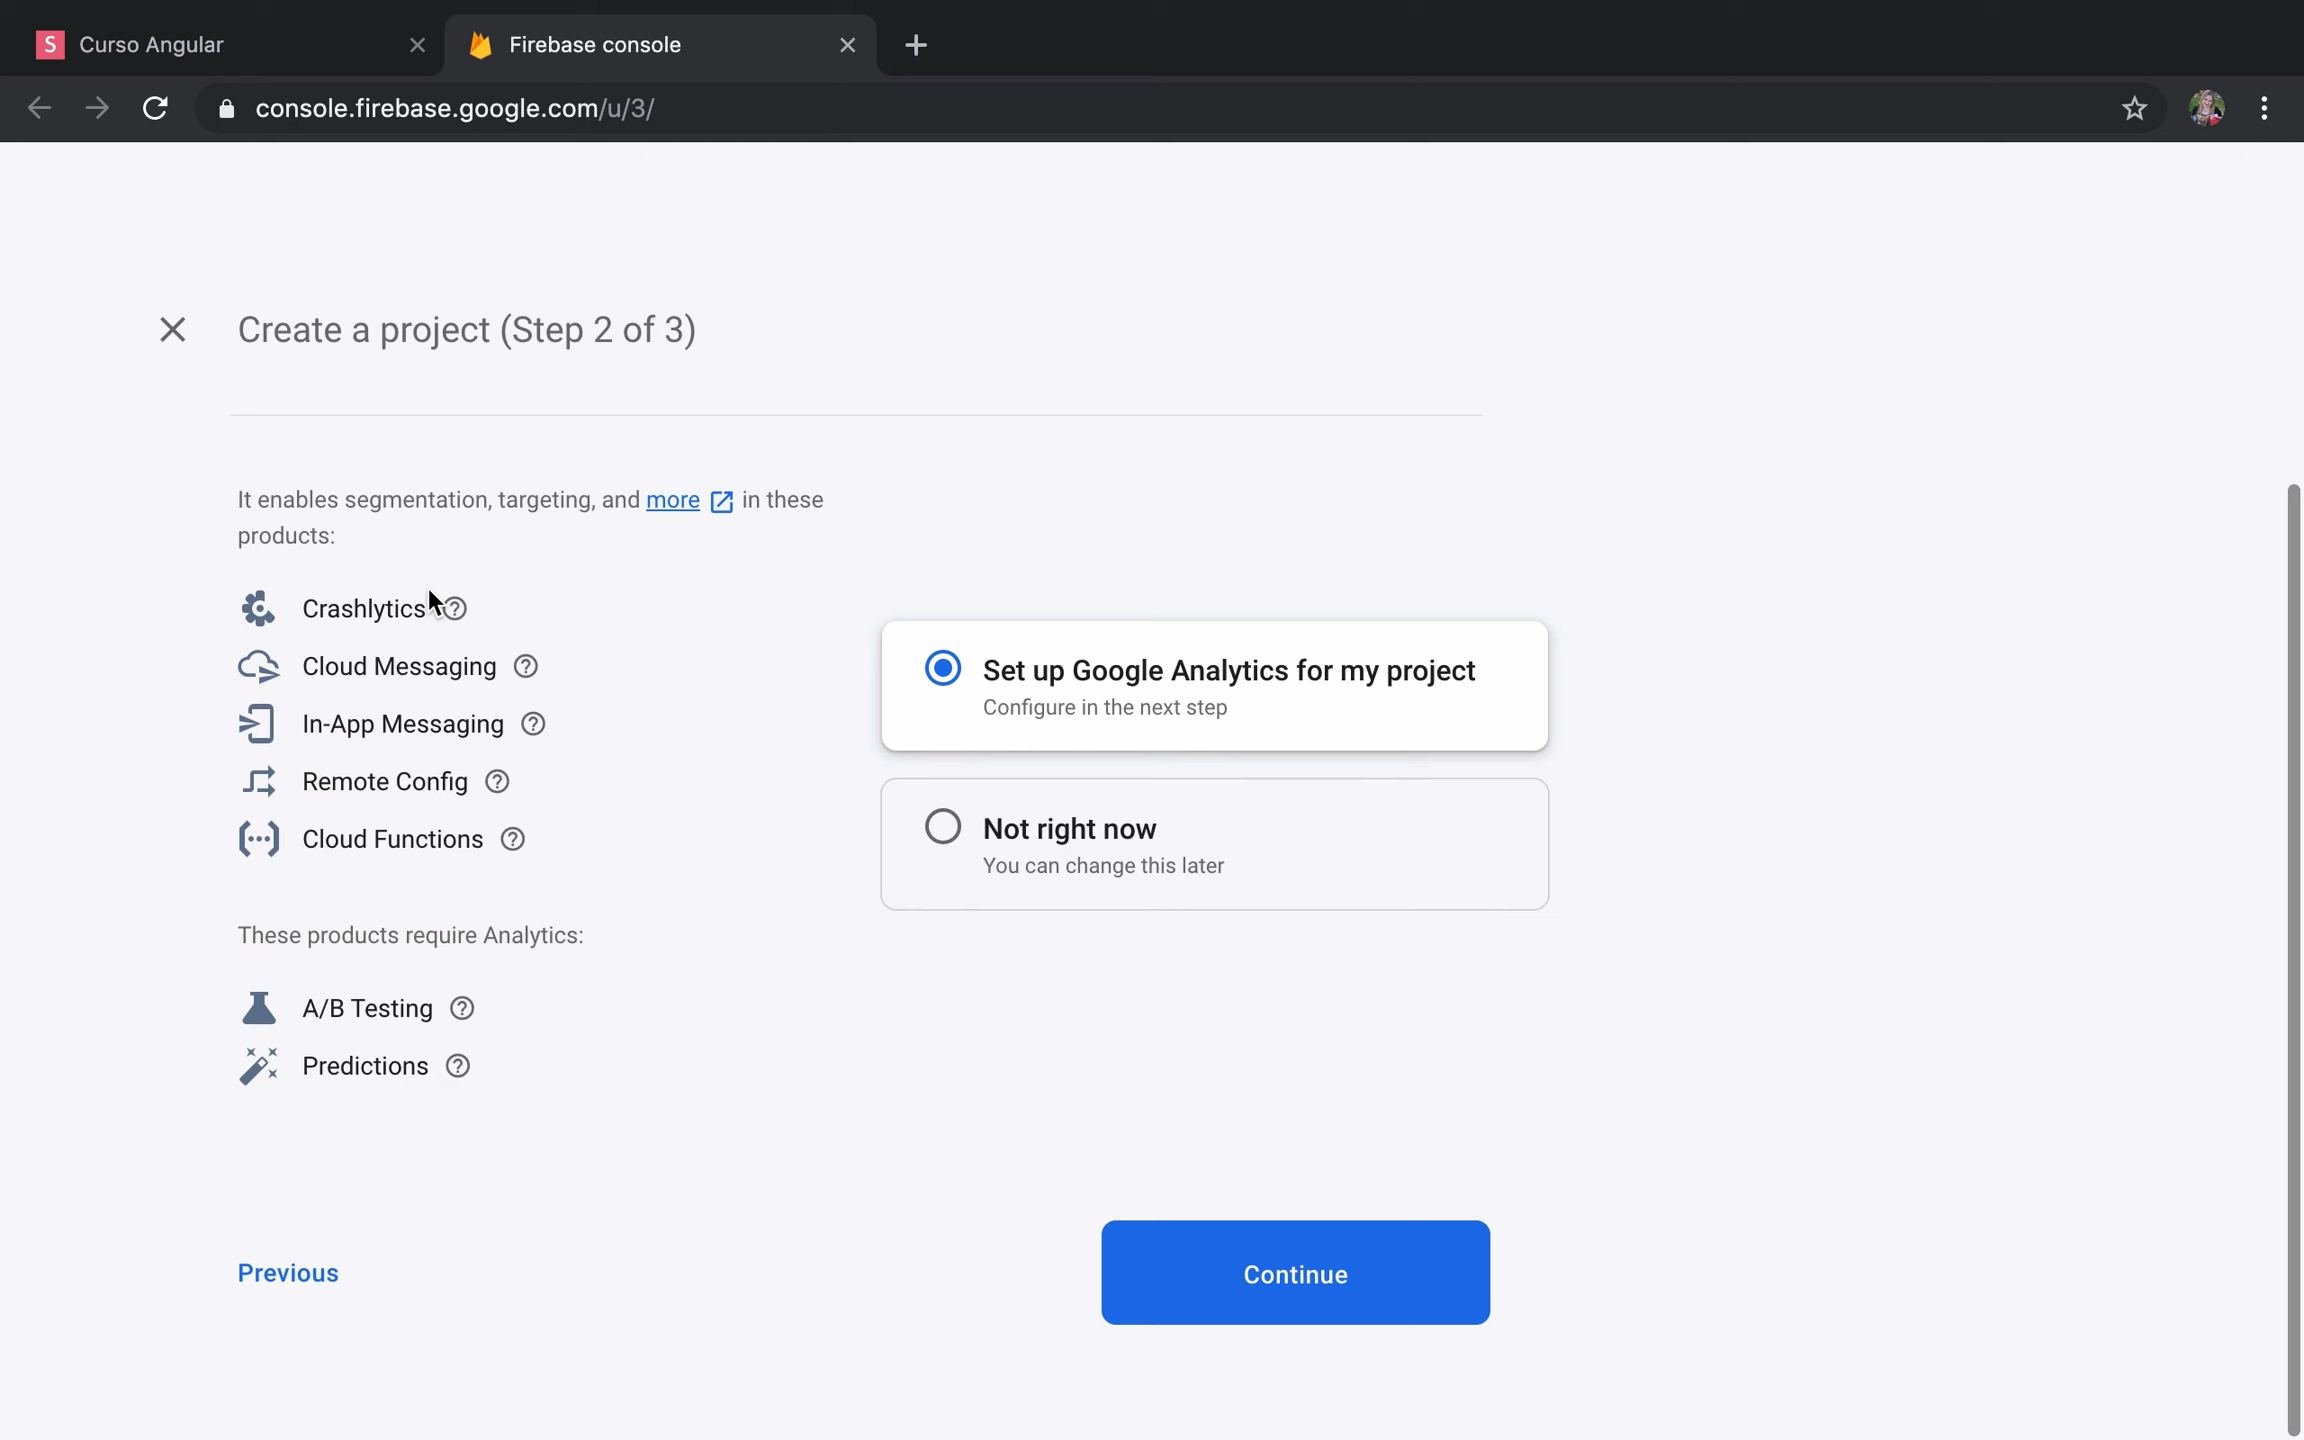 S Curso Angular
Firebase console
console.firebase.google.com/u/3/
Create a project (Step 2 of 3)
It enables segmentation, targeting, and more in these
products:
Crashlytics
Cloud Messaging
In-App Messaging
Remote Config
Cloud Functions
These products require Analytics:
A/B Testing
Predictions
Set up Google Analytics for my project
Configure in the next step
Not right now
You can change this later
Previous
Continue